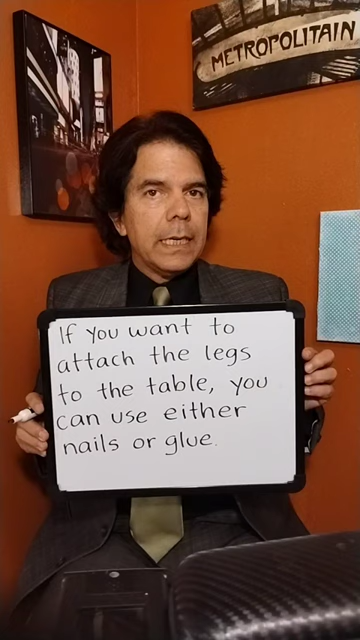 METROPOLITAIN
If you want to
attach the legs
to the table, you
can use either
nails or glue.